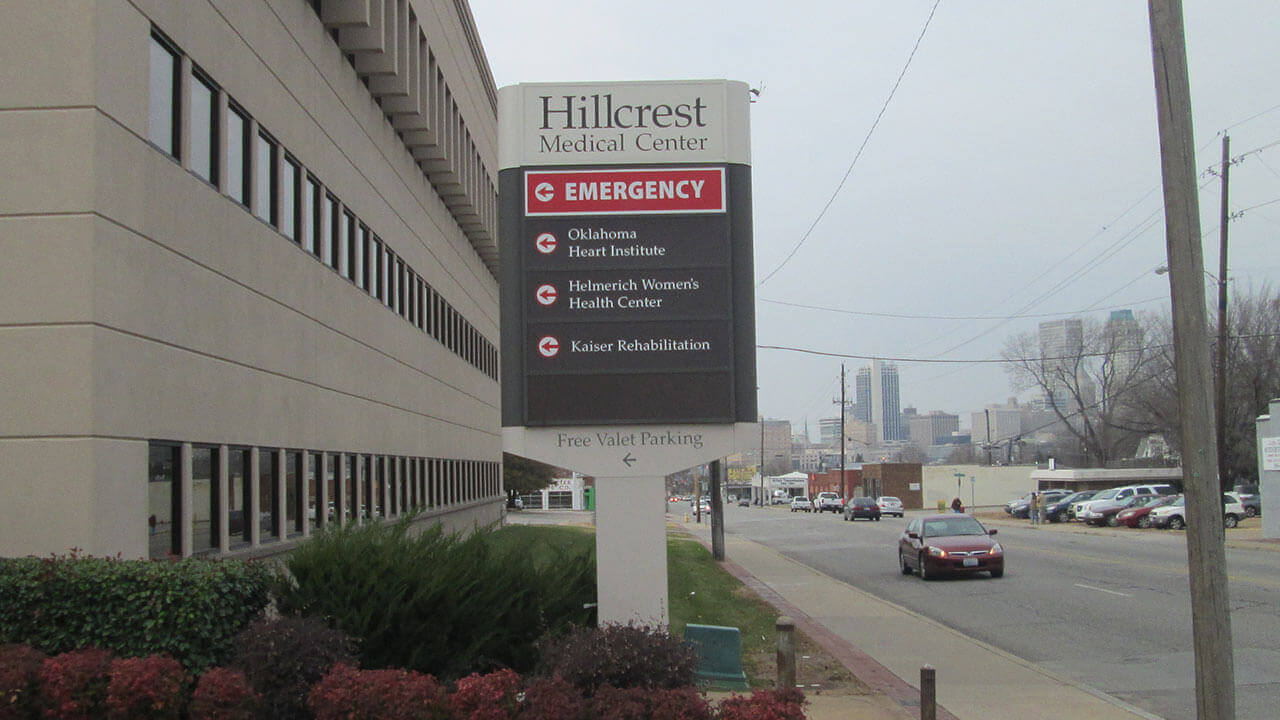 Hillcrest
Medical Center
EMERGENCY
Oklahoma
Heart Institute
Helmerich Women's
Health Center
Kaiser Rehabilitation
Free Valet Parking